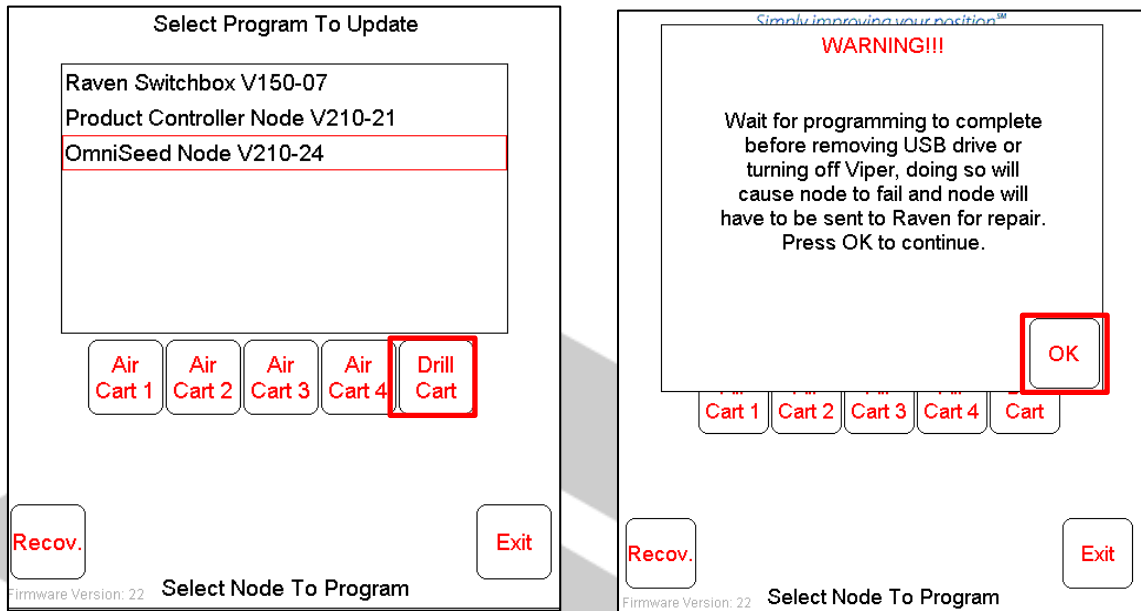 Select Program To Update
Raven Switchbox V150-07
Product Controller Node V210-21
OmniSeed Node V210-24
Air Cart 1
Air Cart 2
Air Cart 3
Air Cart 4
Drill Cart
Recov.
Exit
Firmware Version: 22
Select Node To Program
Simply improving your position℠
WARNING!!!
Wait for programming to complete
before removing USB drive or
turning off Viper, doing so will
cause node to fail and node will
have to be sent to Raven for repair.
Press OK to continue.
OK
Cart 1
Cart 2
Cart 3
Cart 4
Cart
Recov.
Exit
Firmware Version: 22
Select Node To Program